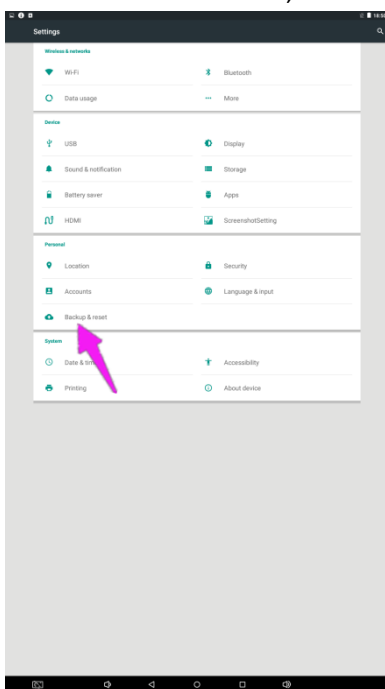 Settings
Wireless & networks
Wi-Fi
Bluetooth
Data usage
More
Device
USB
Display
Sound & notification
Storage
Battery saver
Apps
HDMI
ScreenshotSetting
Personal
Location
Security
Accounts
Language & input
Backup & reset
System
Date &
Accessibility
Printing
About device